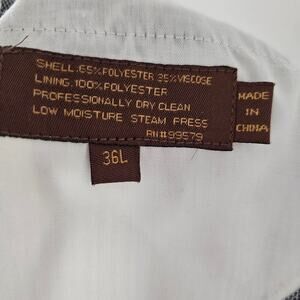 SHELL.65%POLYESTER 35%VISCOSE
LINING.100%POLYESTER
PROFESSIONALLY DRY CLEAN
LOW MOISTURE STEAM PRESS
RN#99579
MADE
IN
CHINA
36L